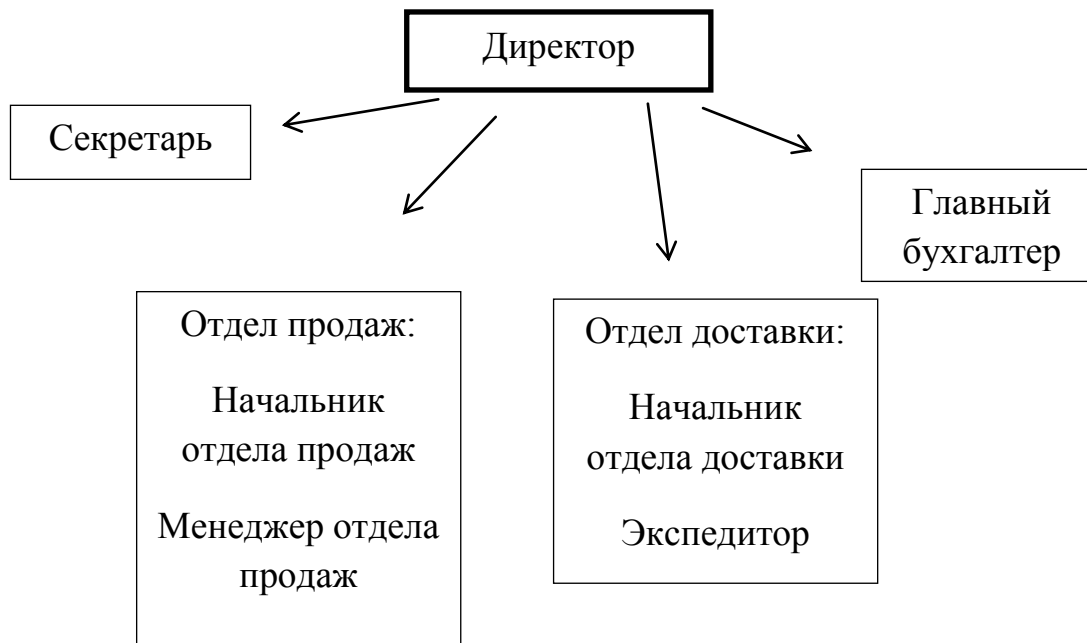 Директор
Секретарь
Главный
бухгалтер
Отдел продаж:
Начальник
отдела продаж
Менеджер отдела
продаж
Отдел доставки:
Начальник
отдела доставки
Экспедитор